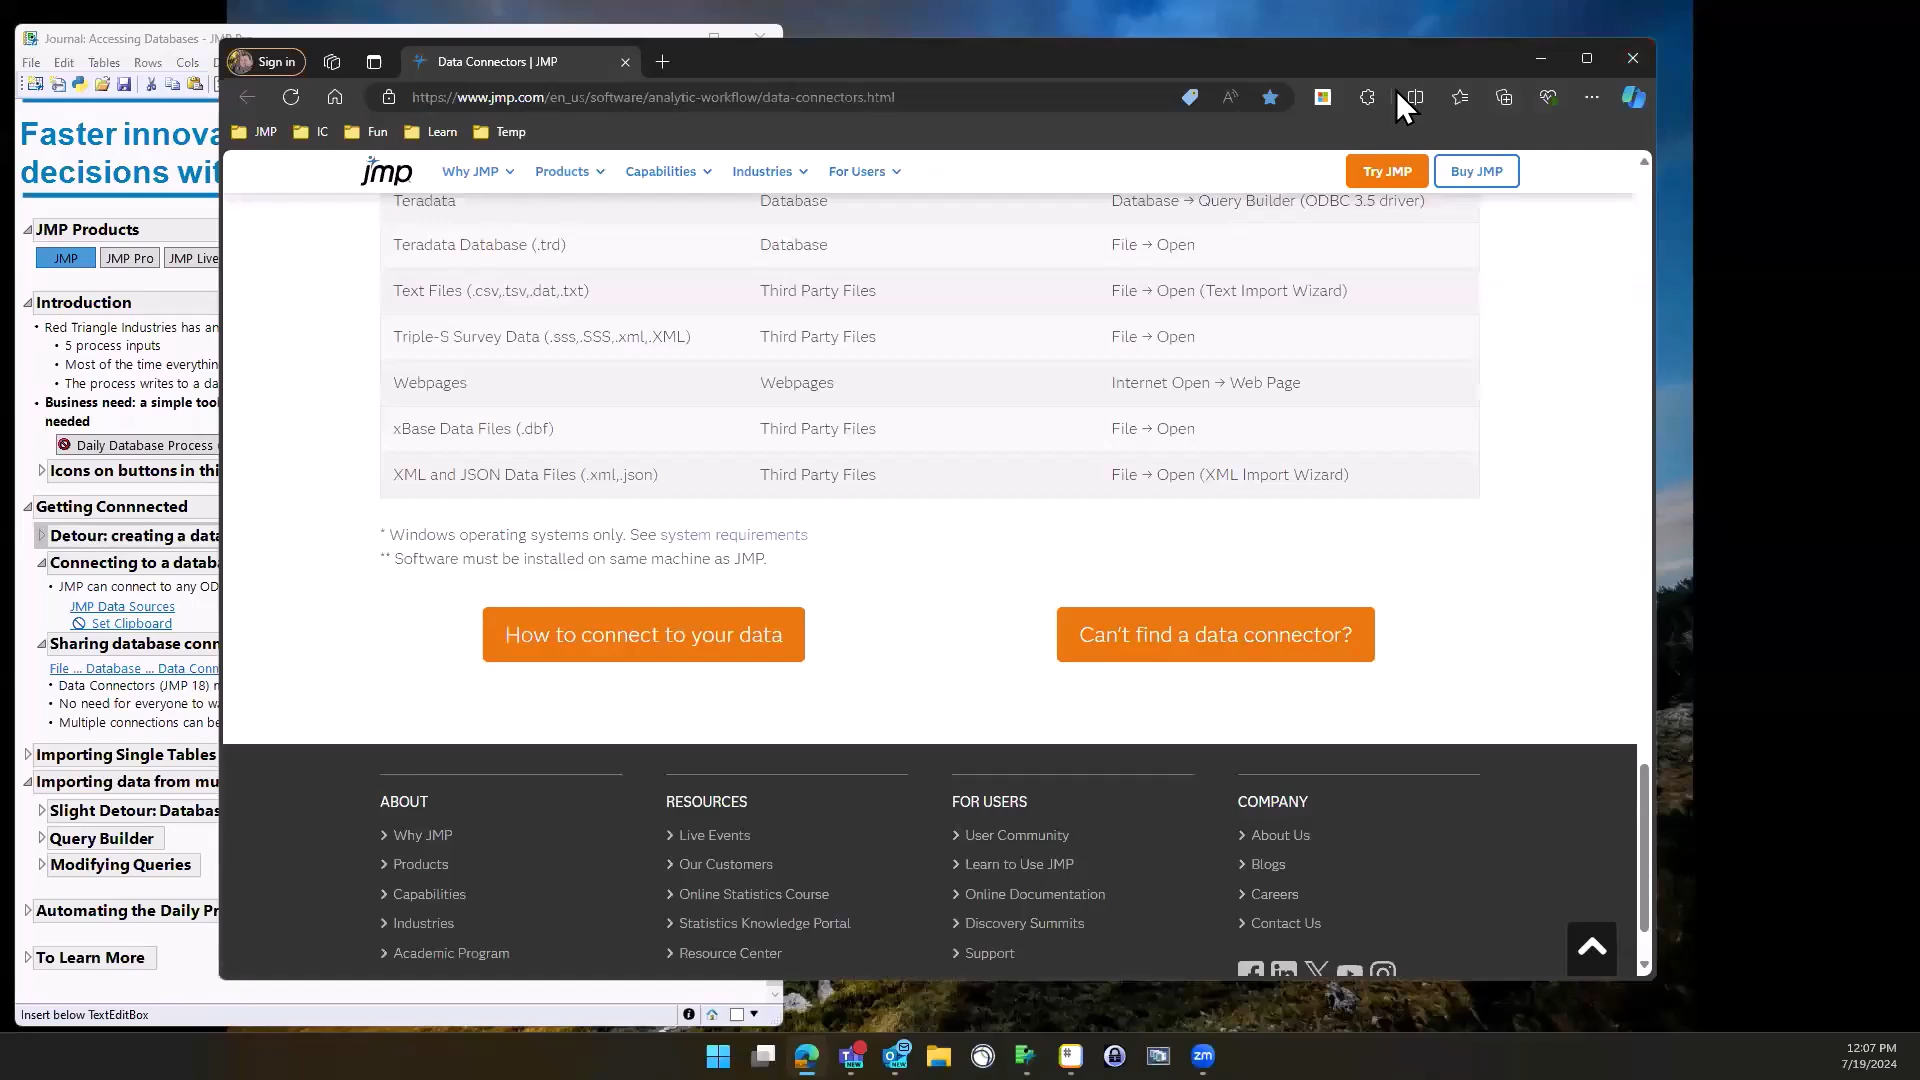 Journal: Accessing Databases - JMP Pro
File Edit Tables Rows Cols
Faster innova
decisions wit
JMP Products
JMP JMP Pro JMP Live
Introduction
• Red Triangle Industries has an
• 5 process inputs
• Most of the time everythin
• The process writes to a da
• Business need: a simple tool
needed
Daily Database Process
Icons on buttons in thi
Getting Connnected
Detour: creating a data
Connecting to a databa
• JMP can connect to any OD
JMP Data Sources
Set Clipboard
Sharing database conn
File ... Database ... Data Conn
• Data Connectors (JMP 18) n
• No need for everyone to wa
• Multiple connections can be
Importing Single Tables
Importing data from mu
Slight Detour: Databas
Query Builder
Modifying Queries
Automating the Daily Pr
To Learn More
Insert below TextEditBox
Sign in
Data Connectors | JMP
https://www.jmp.com/en_us/software/analytic-workflow/data-connectors.html
JMP IC Fun Learn Temp
jmp Why JMP Products Capabilities Industries For Users Try JMP Buy JMP
Teradata Database Database → Query Builder (ODBC 3.5 driver)
Teradata Database (.trd) Database File → Open
Text Files (.csv,.tsv,.dat,.txt) Third Party Files File → Open (Text Import Wizard)
Triple-S Survey Data (.sss,.SSS,.xml,.XML) Third Party Files File → Open
Webpages Webpages Internet Open → Web Page
xBase Data Files (.dbf) Third Party Files File → Open
XML and JSON Data Files (.xml,.json) Third Party Files File → Open (XML Import Wizard)
* Windows operating systems only. See system requirements
** Software must be installed on same machine as JMP.
How to connect to your data Can't find a data connector?
ABOUT RESOURCES FOR USERS COMPANY
Why JMP Live Events User Community About Us
Products Our Customers Learn to Use JMP Blogs
Capabilities Online Statistics Course Online Documentation Careers
Industries Statistics Knowledge Portal Discovery Summits Contact Us
Academic Program Resource Center Support
NEW NEW zm
12:07 PM
7/19/2024